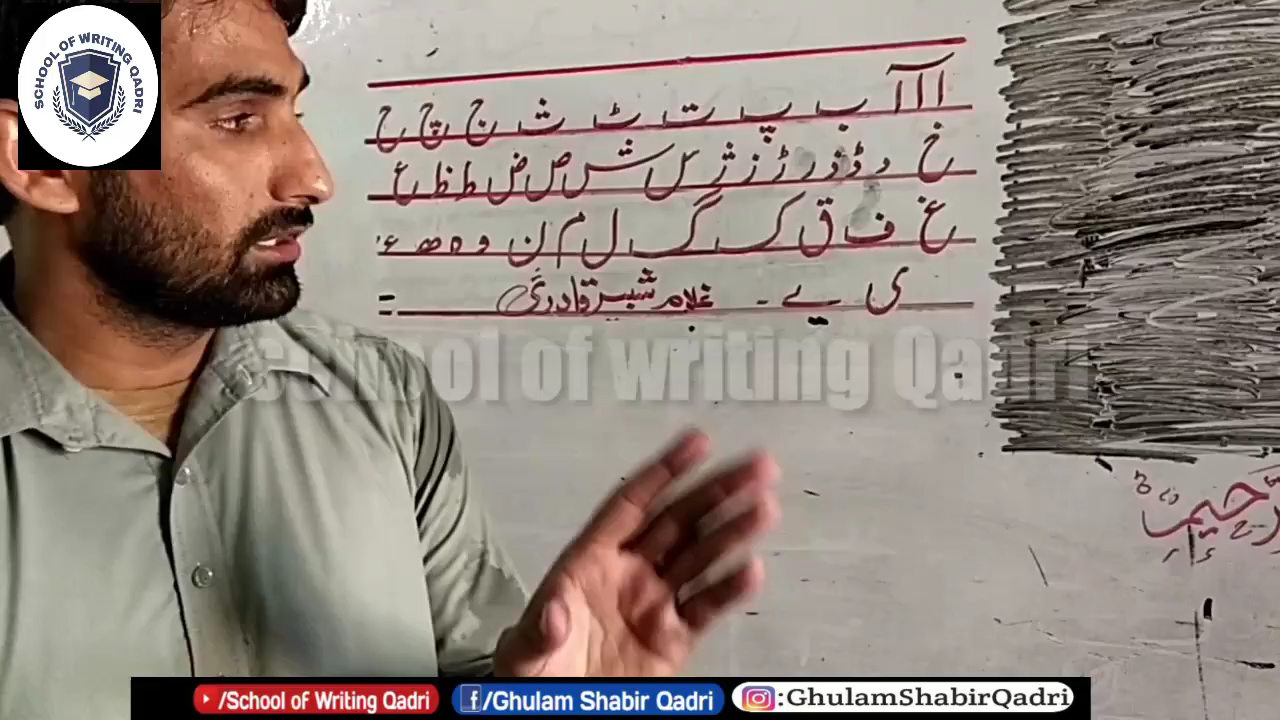 SCHOOL OF WRITING QADRI
ا ا آ ب پ ت ٹ ث ج چ ح
خ د ڈ ذ ر ڑ ز ژ س ش ص ض ط ظ ع
غ ف ق ک گ ل م ن و ہ ھ ء
ی ے ۔ غلام شبیر قادری
School of writing Qadri
/School of Writing Qadri
/Ghulam Shabir Qadri
:GhulamShabirQadri